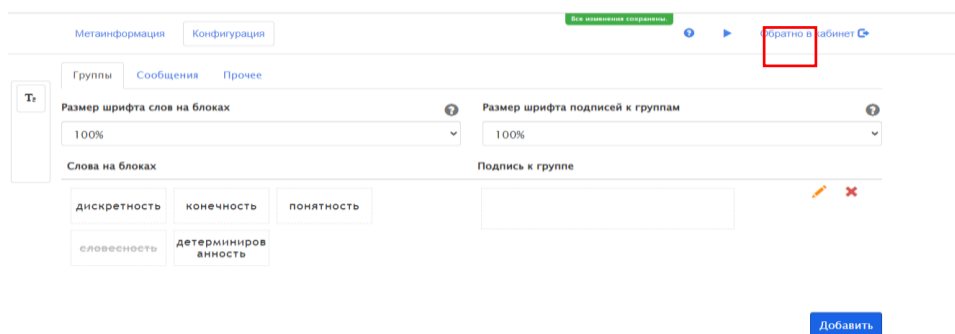 Все изменения сохранены.
Метаинформация Конфигурация Обратно в кабинет
Группы Сообщения Прочее
Размер шрифта слов на блоках Размер шрифта подписей к группам
100% 100%
Слова на блоках Подпись к группе
дискретность конечность понятность
словесность детерминиров
анность
Добавить